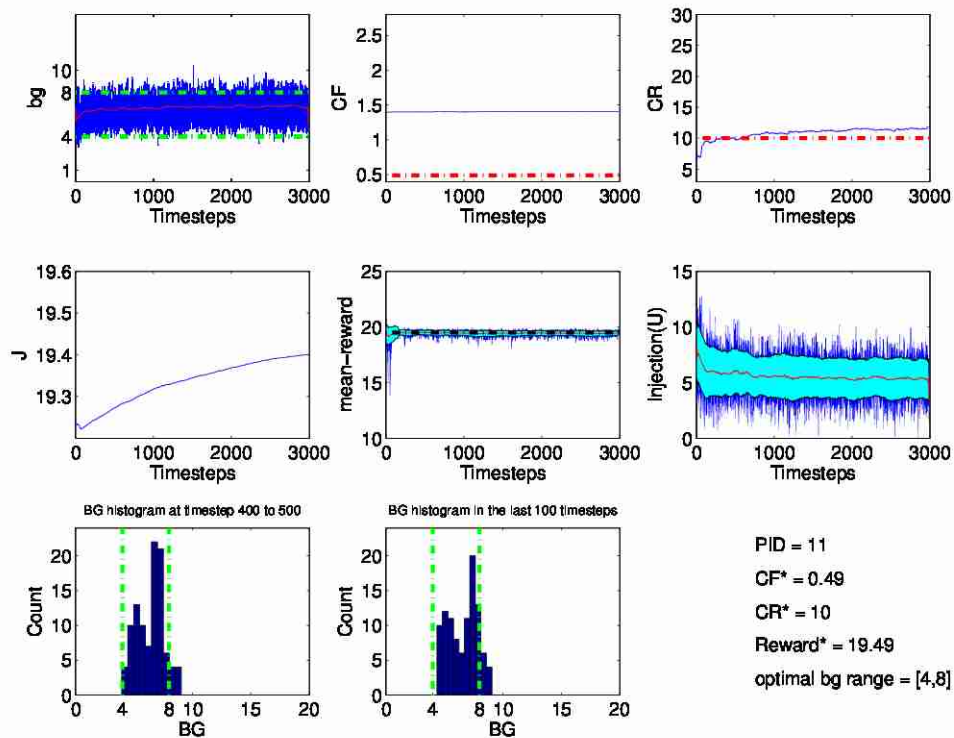 10
8
4
1
bg
0 1000 2000 3000
Timesteps
2.5
2
1.5
1
0.5
CF
0 1000 2000 3000
Timesteps
30
25
20
15
10
5
CR
0 1000 2000 3000
Timesteps
19.6
19.5
19.4
19.3
J
0 1000 2000 3000
Timesteps
25
20
15
10
mean-reward
0 1000 2000 3000
Timesteps
15
10
5
0
Injection(U)
0 1000 2000 3000
Timesteps
BG histogram at timestep 400 to 500
20
15
10
5
0
Count
0 4 8 10 15 20
BG
BG histogram in the last 100 timesteps
20
15
10
5
0
Count
0 4 8 10 15 20
BG
PID = 11
CF* = 0.49
CR* = 10
Reward* = 19.49
optimal bg range = [4,8]